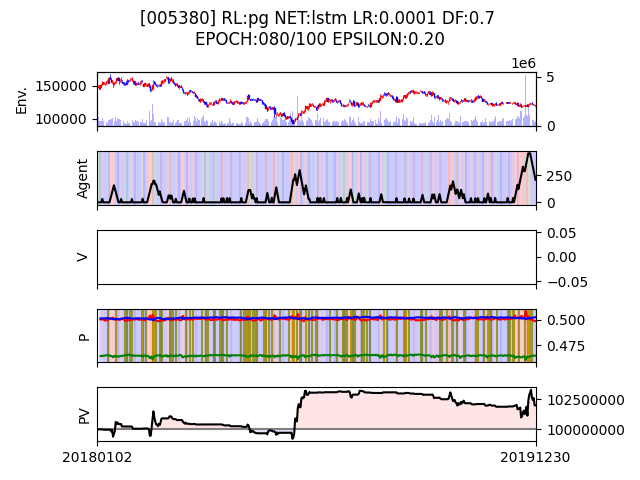 [005380] RL:pg NET:lstm LR:0.0001 DF:0.7
EPOCH:080/100 EPSILON:0.20
1e6
Env.
150000
100000
5
0
Agent
250
0
V
0.05
0.00
−0.05
P
0.500
0.475
PV
102500000
100000000
20180102
20191230